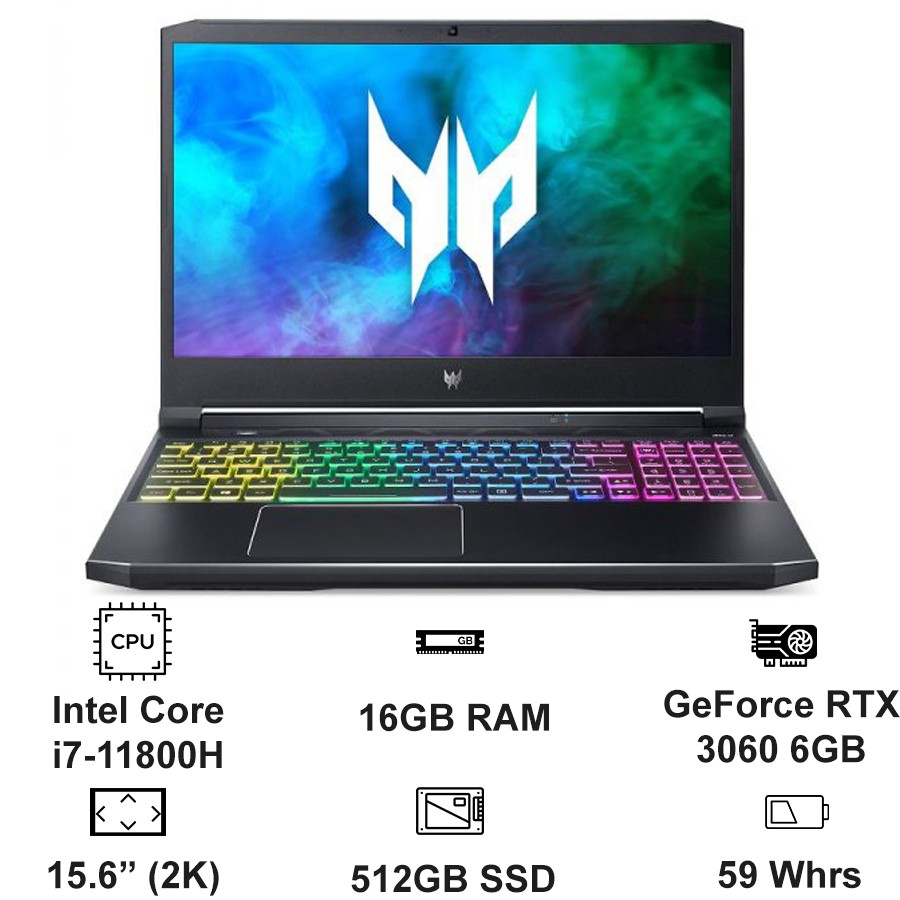 CPU
GB
Intel Core
i7-11800H
16GB RAM
GeForce RTX
3060 6GB
15.6” (2K)
512GB SSD
59 Whrs